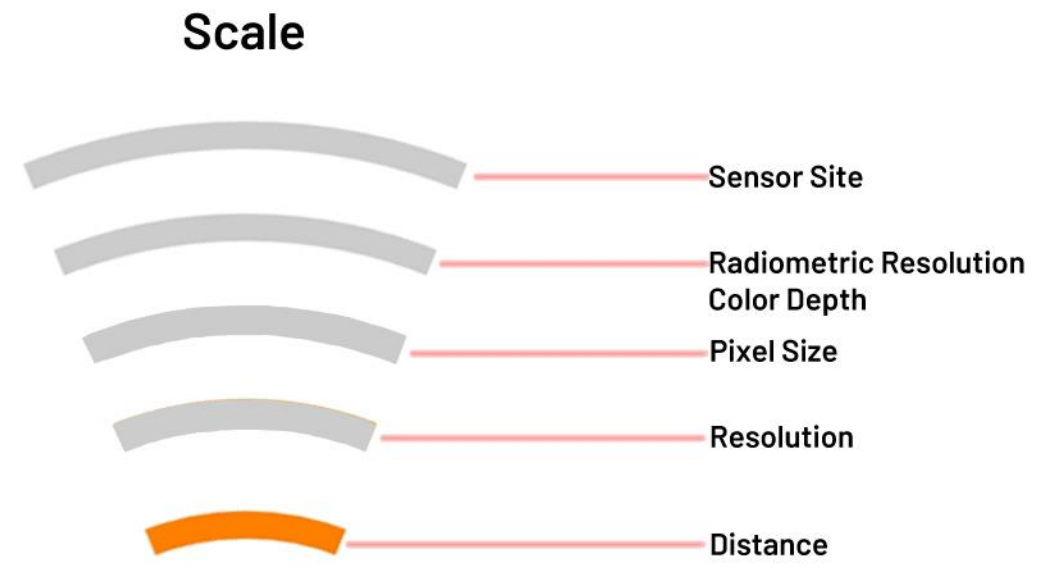 Scale
Sensor Site
Radiometric Resolution
Color Depth
Pixel Size
Resolution
Distance